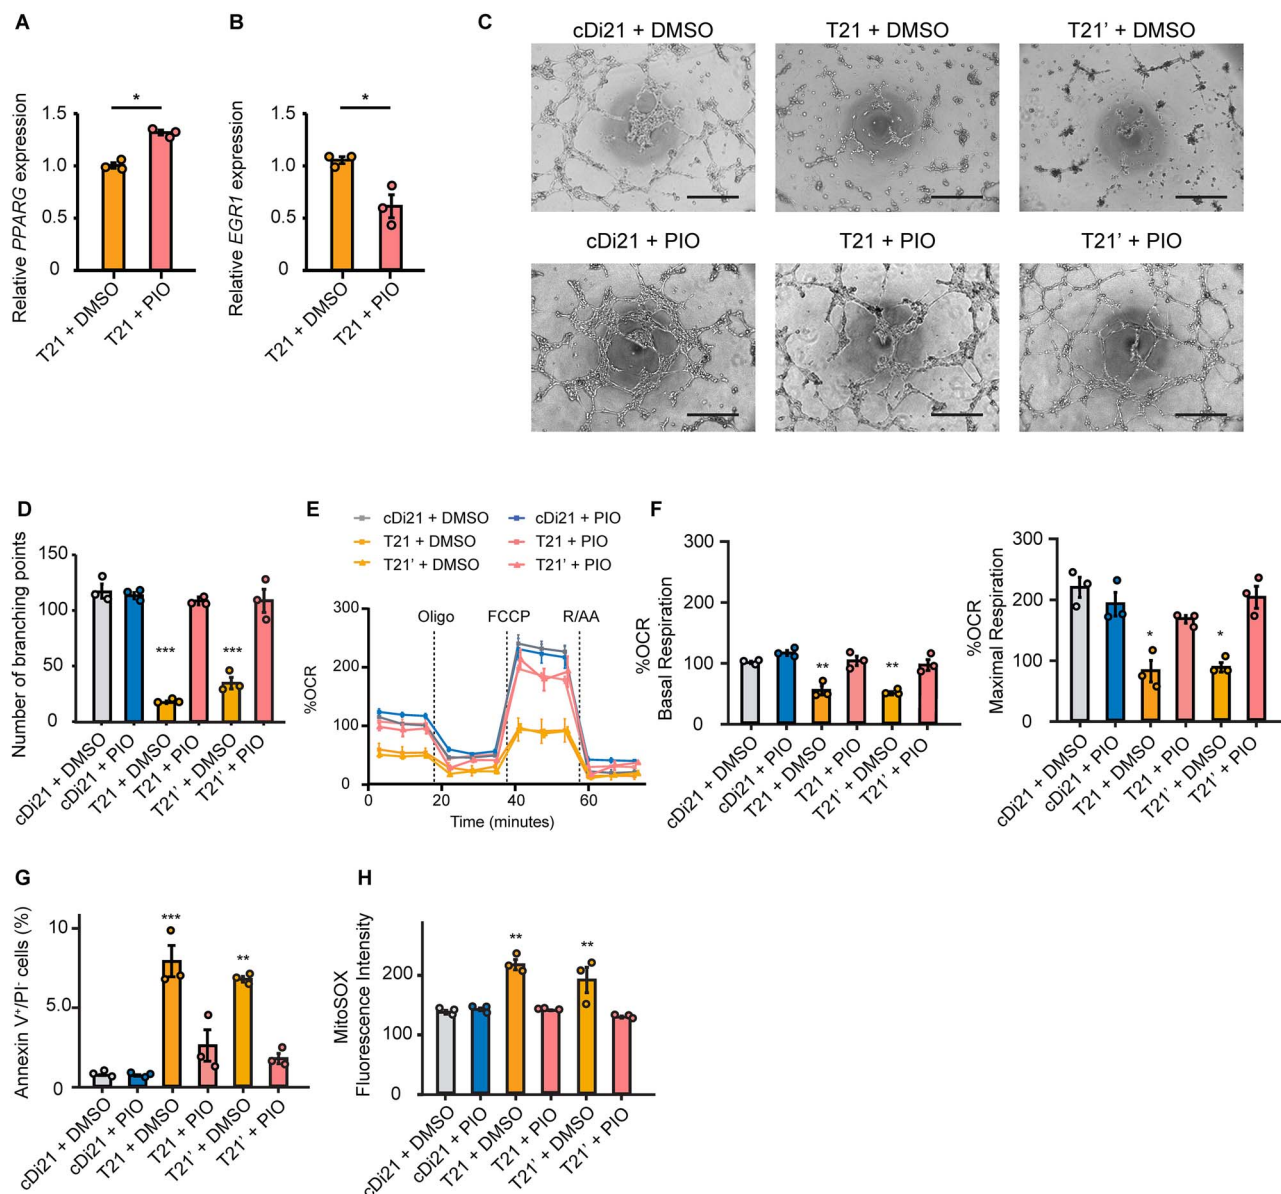 A
Relative PPARG expression
1.5
1.0
0.5
0
*
T21 + DMSO
T21 + PIO
B
Relative EGR1 expression
1.5
1.0
0.5
0
*
T21 + DMSO
T21 + PIO
C
cDi21 + DMSO
T21 + DMSO
T21’ + DMSO
cDi21 + PIO
T21 + PIO
T21’ + PIO
D
Number of branching points
150
100
50
0
***
***
cDi21 + DMSO
cDi21 + PIO
T21 + DMSO
T21 + PIO
T21’ + DMSO
T21’ + PIO
E
cDi21 + DMSO
cDi21 + PIO
T21 + DMSO
T21 + PIO
T21’ + DMSO
T21’ + PIO
%OCR
300
200
100
0
Oligo
FCCP
R/AA
0
20
40
60
Time (minutes)
F
%OCR
Basal Respiration
300
200
100
0
**
**
cDi21 + DMSO
cDi21 + PIO
T21 + DMSO
T21 + PIO
T21’ + DMSO
T21’ + PIO
%OCR
Maximal Respiration
300
200
100
0
*
*
cDi21 + DMSO
cDi21 + PIO
T21 + DMSO
T21 + PIO
T21’ + DMSO
T21’ + PIO
G
Annexin V⁺/PI⁻ cells (%)
10
5.0
0
***
**
cDi21 + DMSO
cDi21 + PIO
T21 + DMSO
T21 + PIO
T21’ + DMSO
T21’ + PIO
H
MitoSOX
Fluorescence Intensity
200
100
0
**
**
cDi21 + DMSO
cDi21 + PIO
T21 + DMSO
T21 + PIO
T21’ + DMSO
T21’ + PIO